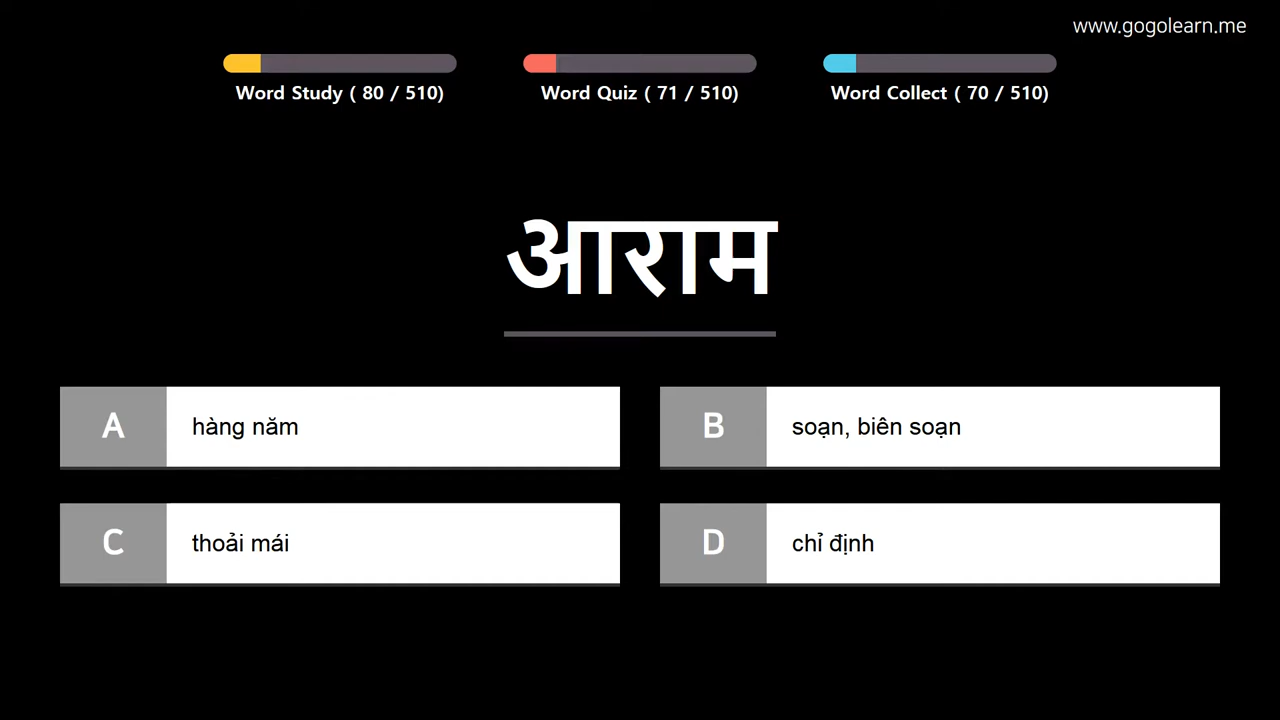 www.gogolearn.me
Word Study ( 80 / 510)
Word Quiz ( 71 / 510)
Word Collect ( 70 / 510)
आराम
A
hàng năm
B
soạn, biên soạn
C
thoải mái
D
chỉ định